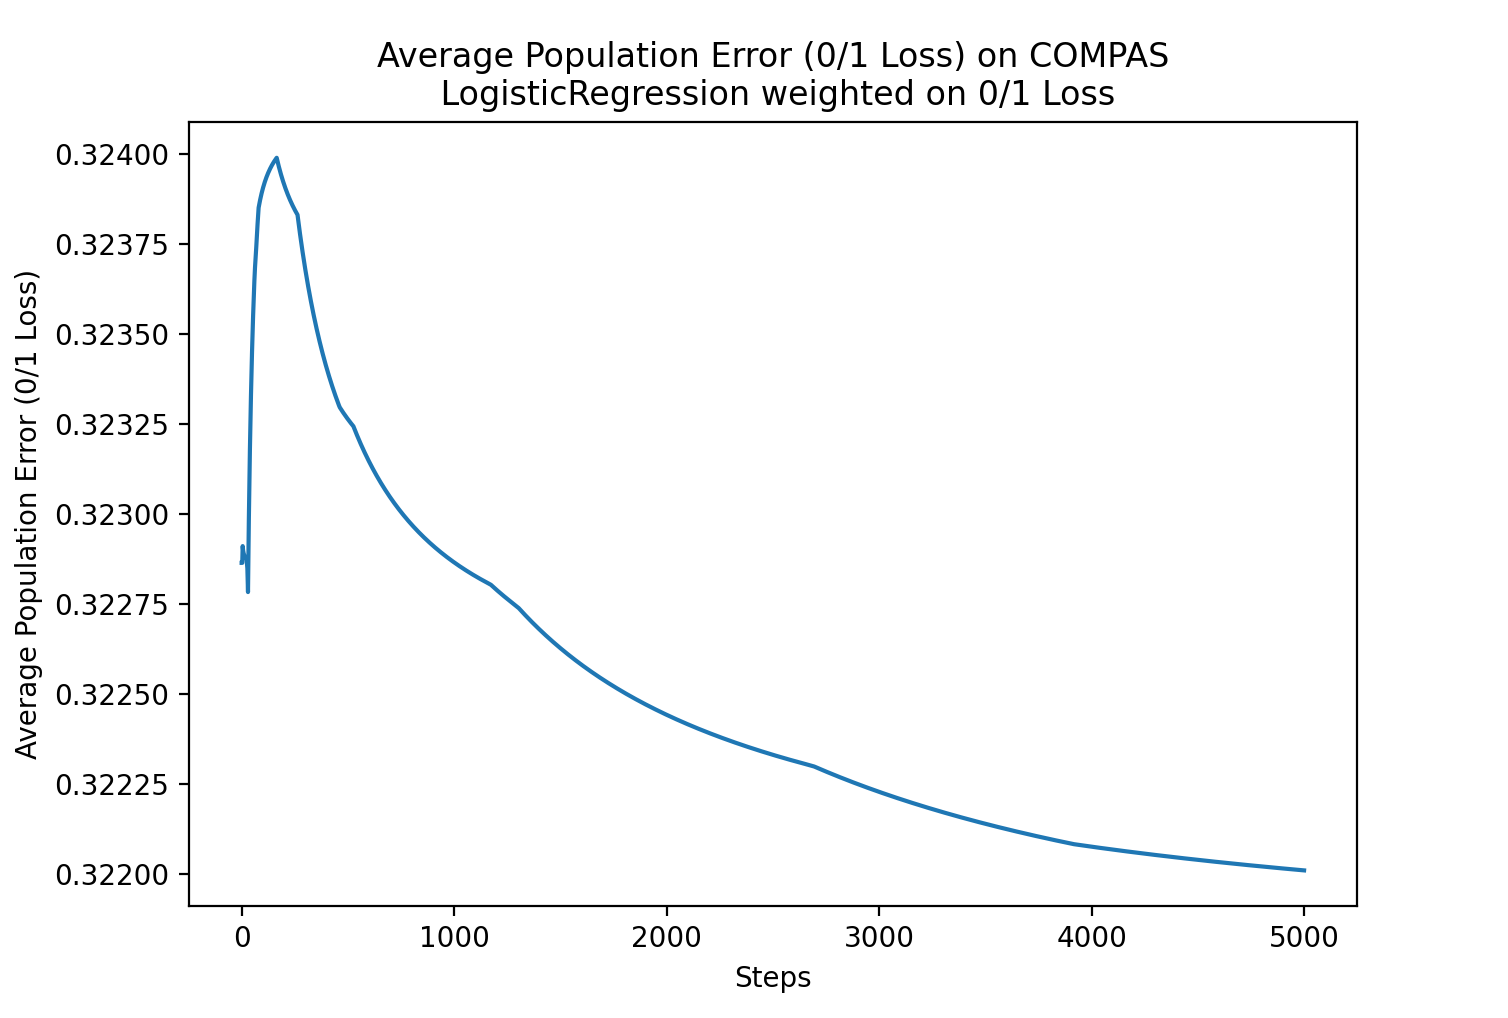 Average Population Error (0/1 Loss) on COMPAS
LogisticRegression weighted on 0/1 Loss
Average Population Error (0/1 Loss)
0.32400
0.32375
0.32350
0.32325
0.32300
0.32275
0.32250
0.32225
0.32200
0 1000 2000 3000 4000 5000
Steps